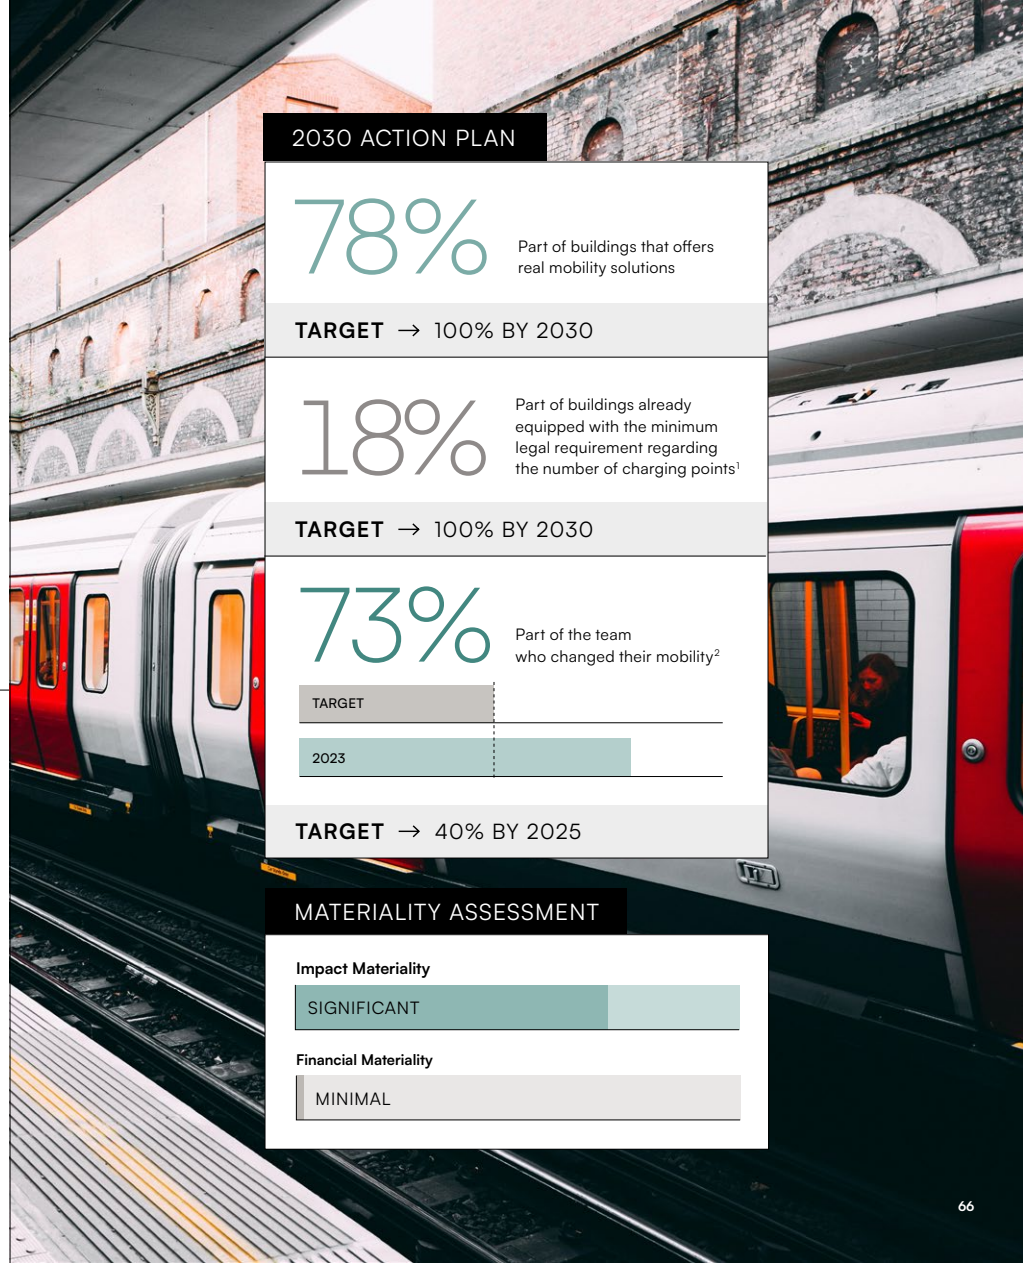 2030 ACTION PLAN
78%
Part of buildings that offers
real mobility solutions
TARGET → 100% BY 2030
18%
Part of buildings already
equipped with the minimum
legal requirement regarding
the number of charging points¹
TARGET → 100% BY 2030
73%
Part of the team
who changed their mobility²
TARGET
2023
TARGET → 40% BY 2025
MATERIALITY ASSESSMENT
Impact Materiality
SIGNIFICANT
Financial Materiality
MINIMAL
66